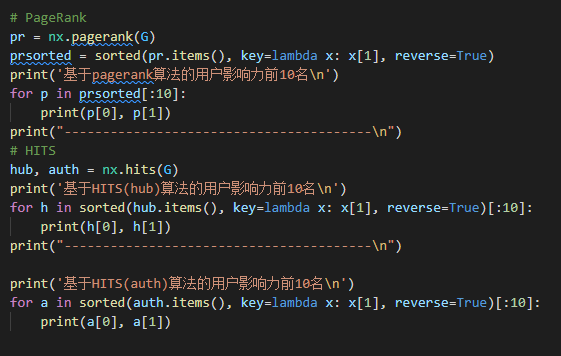 # PageRank
pr = nx.pagerank(G)
prsorted = sorted(pr.items(), key=lambda x: x[1], reverse=True)
print('基于pagerank算法的用户影响力前10名\n')
for p in prsorted[:10]:
    print(p[0], p[1])
print("----------------------------------------\n")
# HITS
hub, auth = nx.hits(G)
print('基于HITS(hub)算法的用户影响力前10名\n')
for h in sorted(hub.items(), key=lambda x: x[1], reverse=True)[:10]:
    print(h[0], h[1])
print("----------------------------------------\n")
print('基于HITS(auth)算法的用户影响力前10名\n')
for a in sorted(auth.items(), key=lambda x: x[1], reverse=True)[:10]:
    print(a[0], a[1])